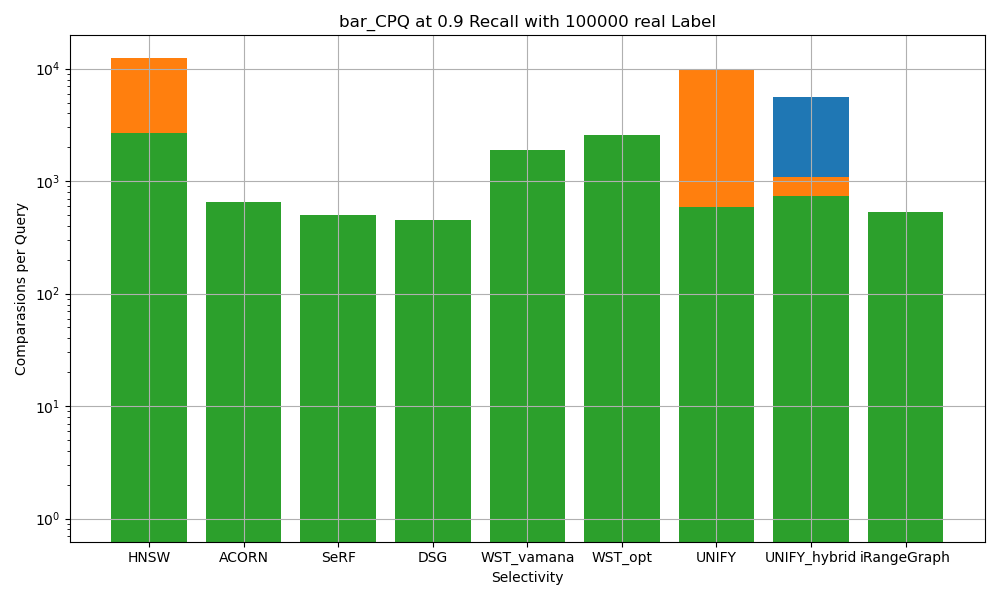 bar_CPQ at 0.9 Recall with 100000 real Label
Comparasions per Query
10^4
10^3
10^2
10^1
10^0
HNSW ACORN SeRF DSG WST_vamana WST_opt UNIFY UNIFY_hybrid iRangeGraph
Selectivity